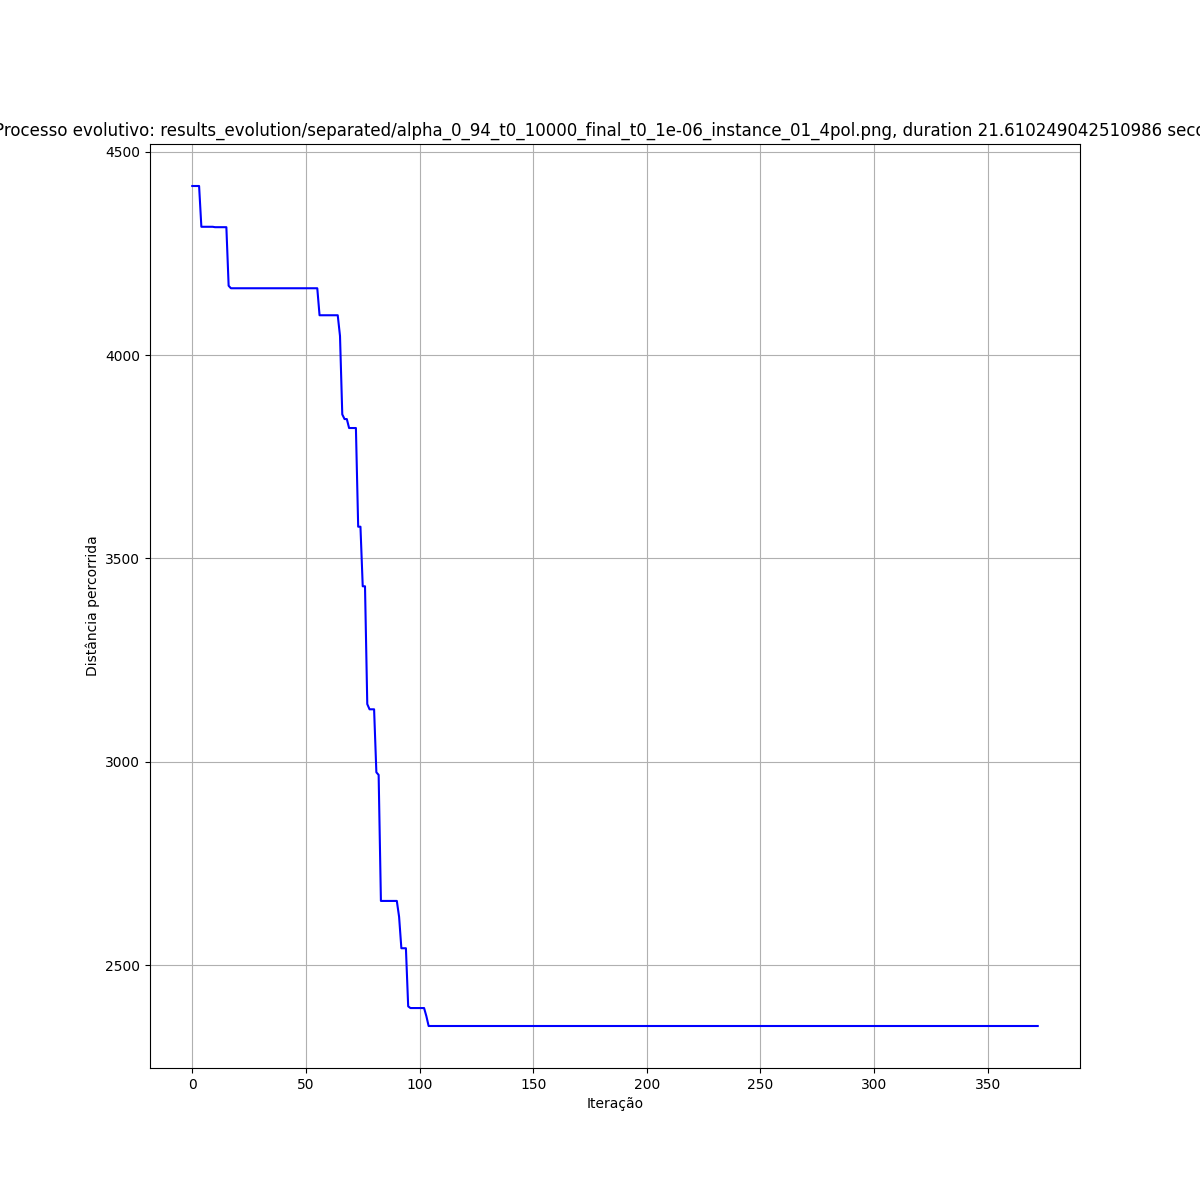 Processo evolutivo: results_evolution/separated/alpha_0_94_t0_10000_final_t0_1e-06_instance_01_4pol.png, duration 21.610249042510986
4500
4000
3500
3000
2500
Distância percorrida
0 50 100 150 200 250 300 350
Iteração